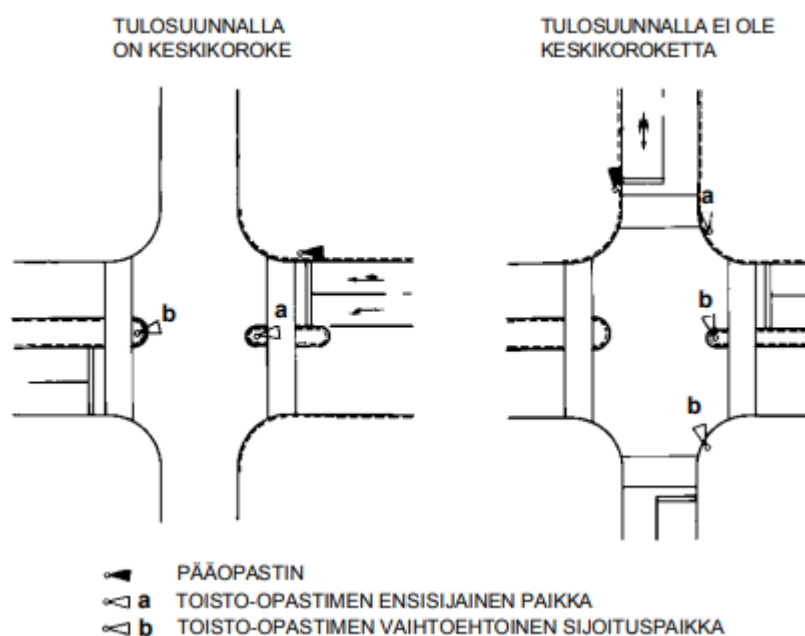 TULOSUUNNALLA
ON KESKIKOROKE
TULOSUUNNALLA EI OLE
KESKIKOROKETTA
b
a
a
b
b
PÄÄOPASTIN
a TOISTO-OPASTIMEN ENSISIJAINEN PAIKKA
b TOISTO-OPASTIMEN VAIHTOEHTOINEN SIJOITUSPAIKKA